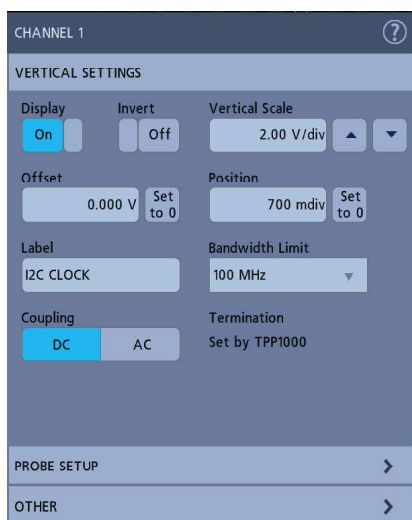 CHANNEL 1 ?
VERTICAL SETTINGS
Display Invert Vertical Scale
On Off 2.00 V/div
Offset Position
0.000 V Set to 0 700 mdiv Set to 0
Label Bandwidth Limit
I2C CLOCK 100 MHz
Coupling Termination
DC AC Set by TPP1000
PROBE SETUP
OTHER